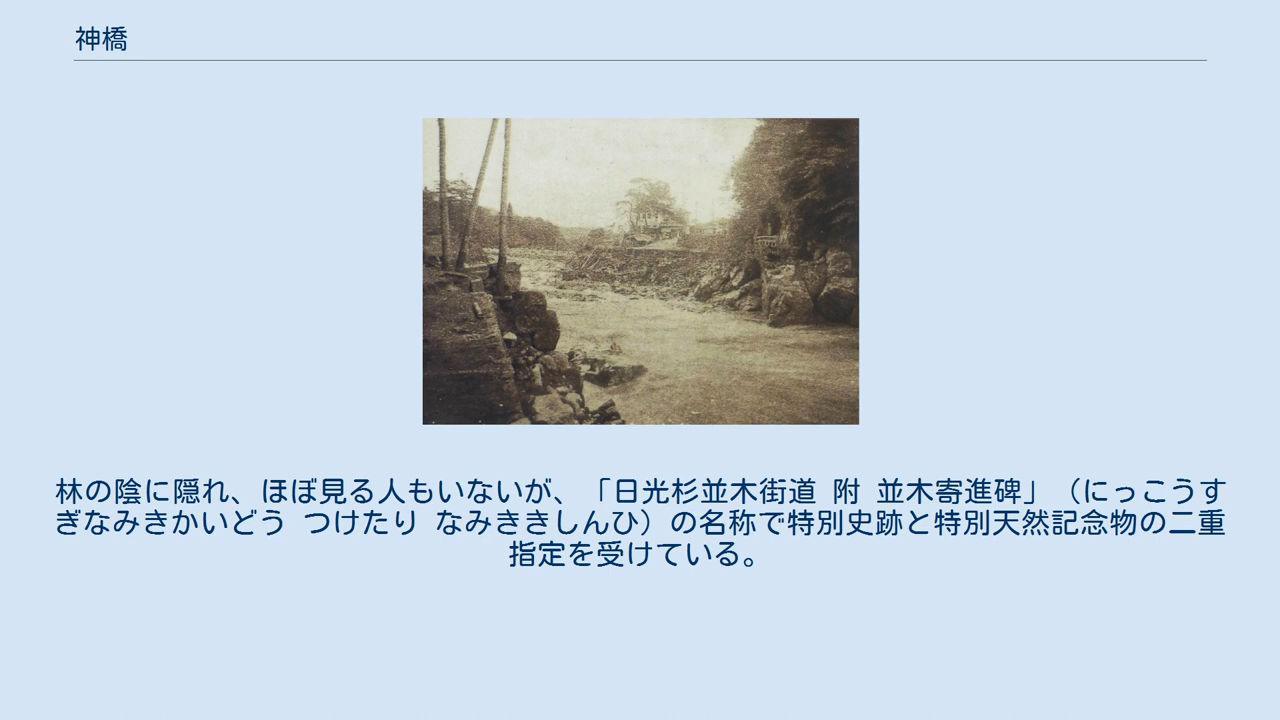 神橋
林の陰に隠れ、ほぼ見る人もいないが、「日光杉並木街道 附 並木寄進碑」（にっこうす
ぎなみきかいどう つけたり なみききしんひ）の名称で特別史跡と特別天然記念物の二重
指定を受けている。